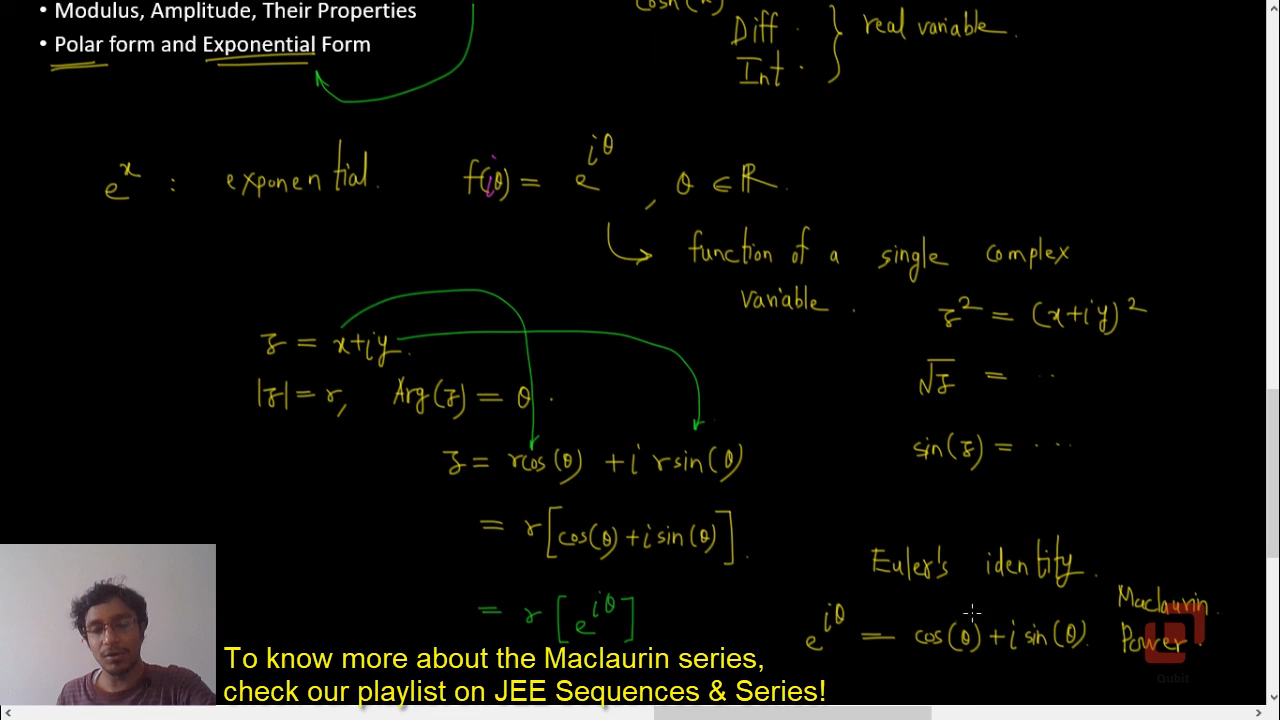 • Modulus, Amplitude, Their Properties
• Polar form and Exponential Form
cosh(x)
Diff.
Int.
} real variable.
e^x : exponential. f(iθ) = e^{iθ}, θ ∈ ℝ.
function of a single complex
variable.
z = x+iy.
|z| = r, Arg(z) = θ.
z = rcos(θ) + i rsin(θ)
= r[cos(θ)+isin(θ)].
= r[e^{iθ}]
z² = (x+iy)²
√z = ..
sin(z) = ...
Euler's identity.
e^{iθ} = cos(θ)+i sin(θ).
Maclaurin
Power.
Qubit
To know more about the Maclaurin series,
check our playlist on JEE Sequences & Series!